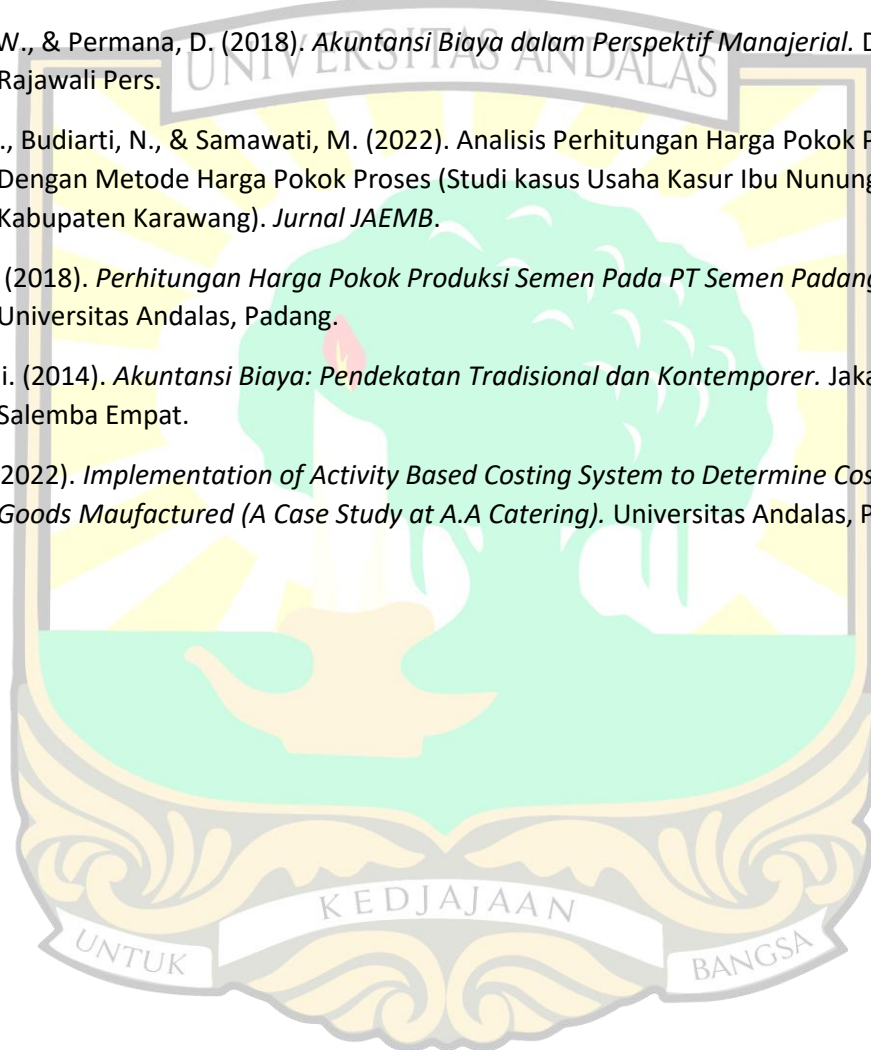 W., & Permana, D. (2018). Akuntansi Biaya dalam Perspektif Manajerial.
Rajawali Pers.
UNIVERSITAS ANDALAS
., Budiarti, N., & Samawati, M. (2022). Analisis Perhitungan Harga Pokok
Dengan Metode Harga Pokok Proses (Studi kasus Usaha Kasur Ibu Nunung
Kabupaten Karawang). Jurnal JAEMB.
(2018). Perhitungan Harga Pokok Produksi Semen Pada PT Semen Padang
Universitas Andalas, Padang.
i. (2014). Akuntansi Biaya: Pendekatan Tradisional dan Kontemporer.
Salemba Empat.
2022). Implementation of Activity Based Costing System to Determine
Goods Maufactured (A Case Study at A.A Catering). Universitas Andalas,
KEDJAJAAN
UNTUK
BANGSA